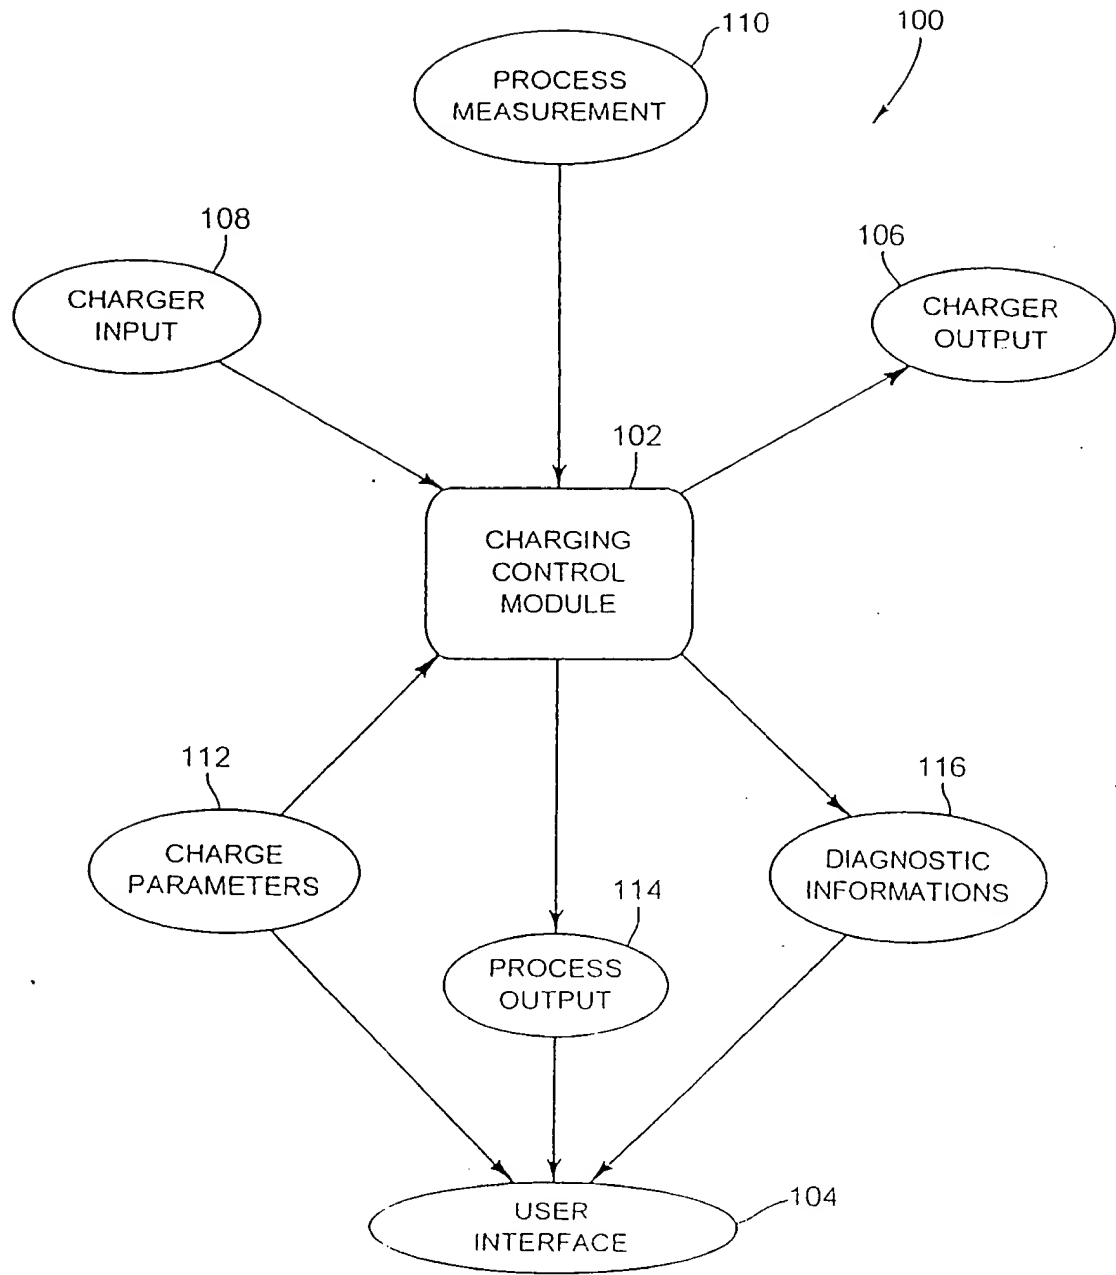 110
100
PROCESS
MEASUREMENT
108
106
CHARGER
INPUT
CHARGER
OUTPUT
102
CHARGING
CONTROL
MODULE
112
116
CHARGE
PARAMETERS
DIAGNOSTIC
INFORMATIONS
114
PROCESS
OUTPUT
104
USER
INTERFACE